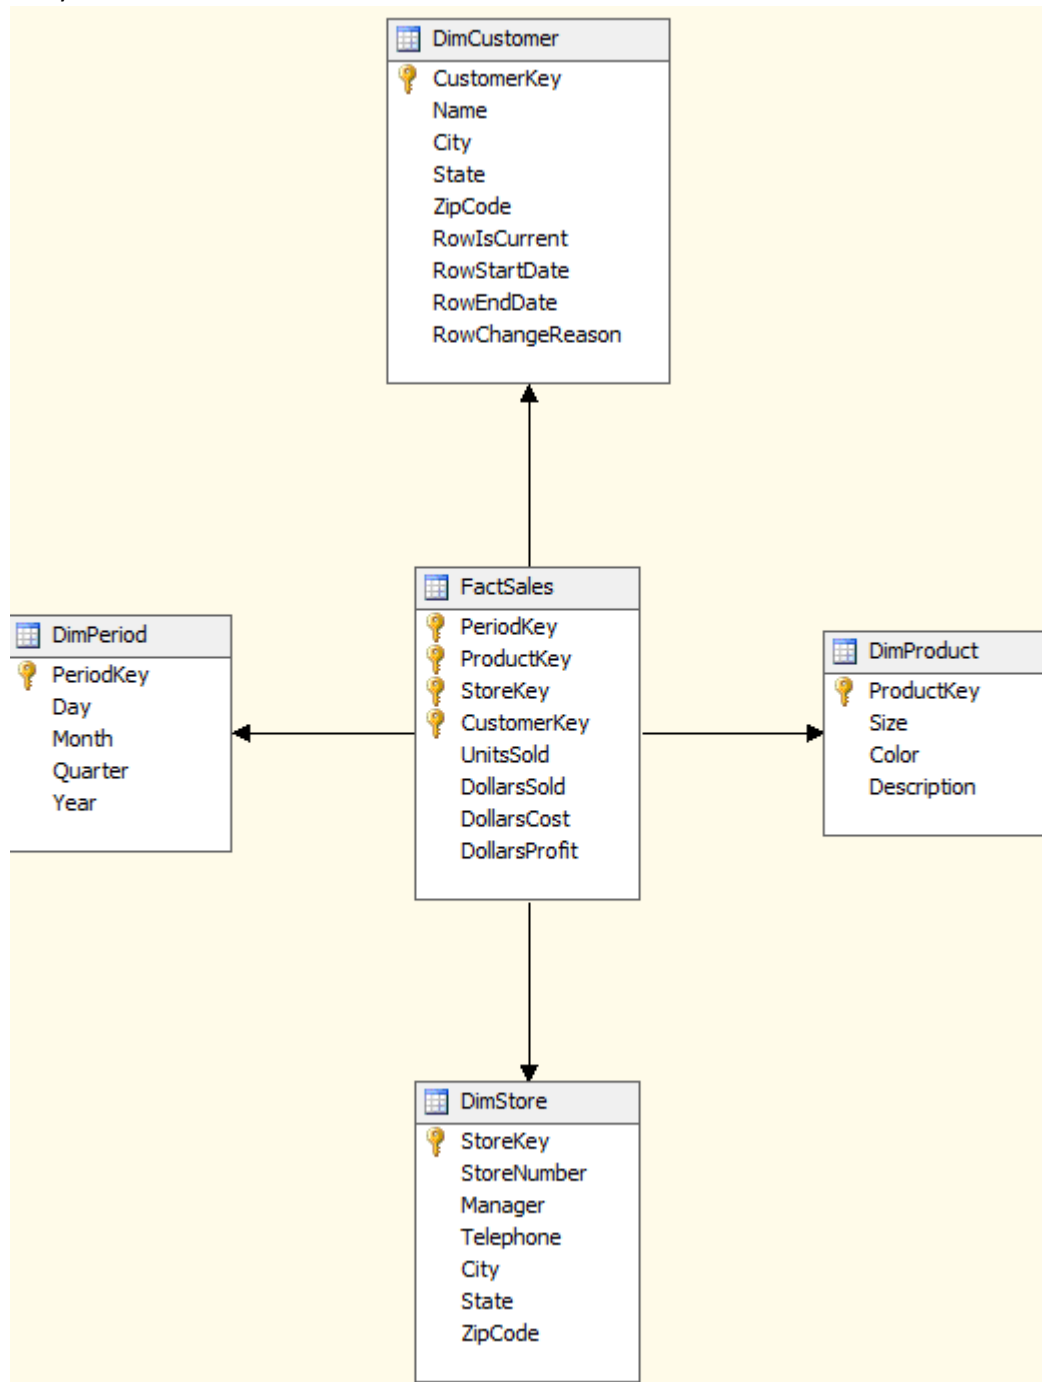 DimCustomer
CustomerKey
Name
City
State
ZipCode
RowIsCurrent
RowStartDate
RowEndDate
RowChangeReason
FactSales
PeriodKey
ProductKey
StoreKey
CustomerKey
UnitsSold
DollarsSold
DollarsCost
DollarsProfit
DimPeriod
PeriodKey
Day
Month
Quarter
Year
DimProduct
ProductKey
Size
Color
Description
DimStore
StoreKey
StoreNumber
Manager
Telephone
City
State
ZipCode